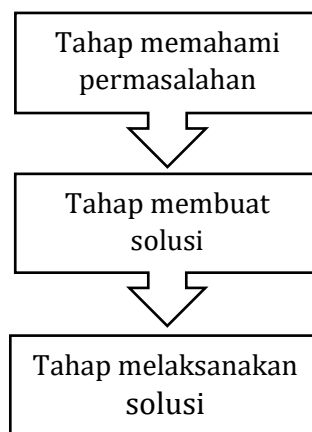 Tahap memahami
permasalahan
Tahap membuat
solusi
Tahap melaksanakan
solusi